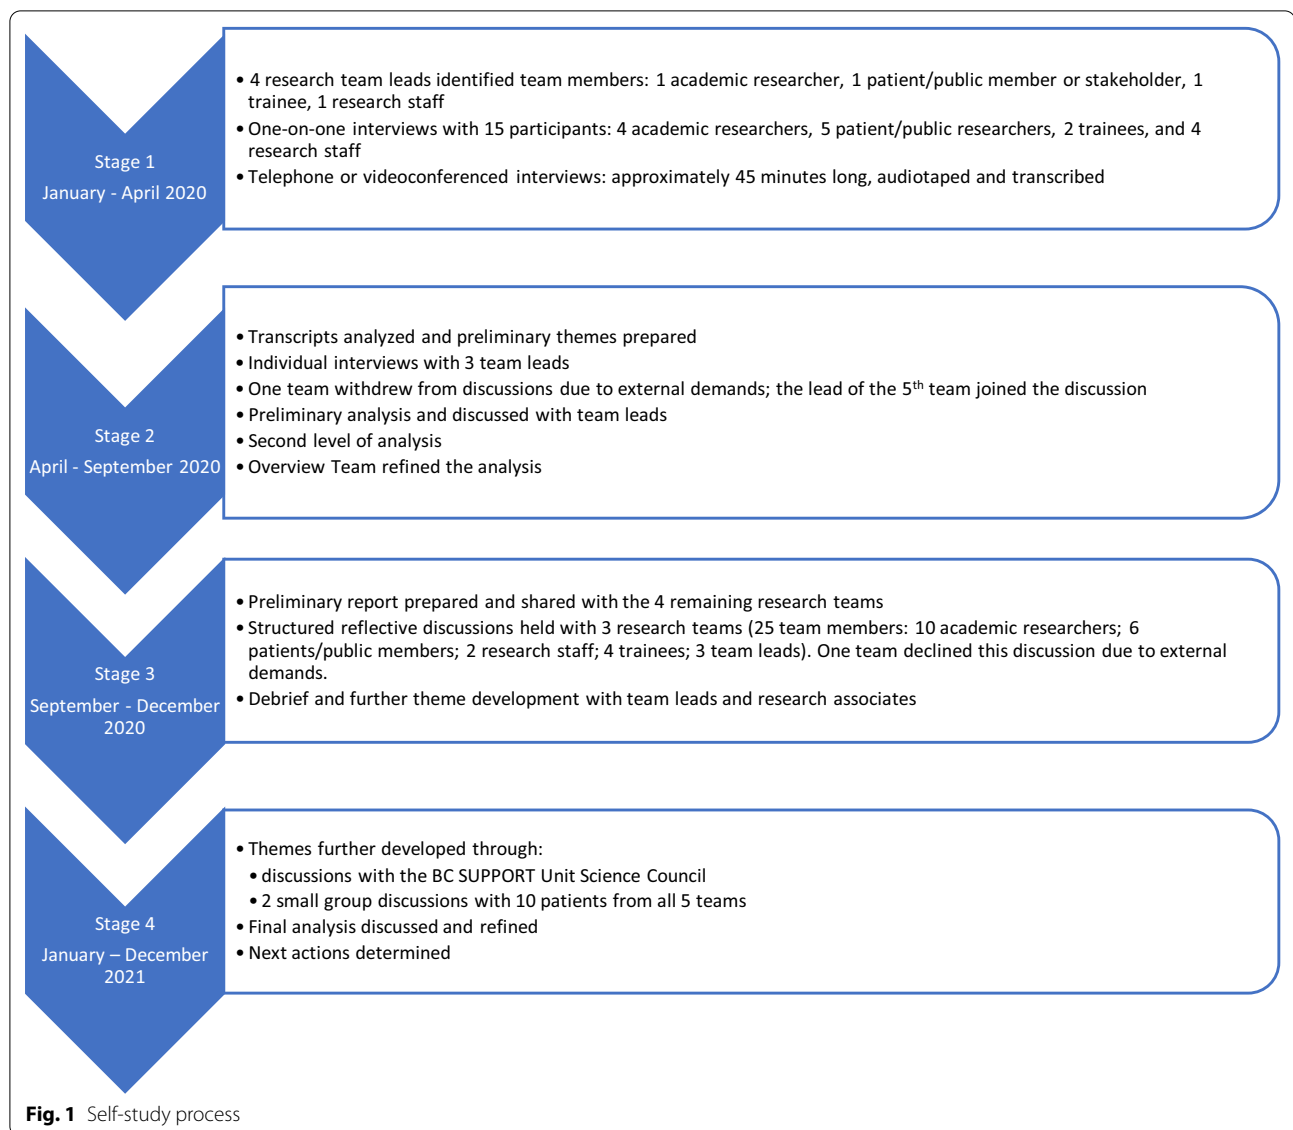 Stage 1
January - April 2020
• 4 research team leads identified team members: 1 academic researcher, 1 patient/public member or stakeholder, 1
trainee, 1 research staff
• One-on-one interviews with 15 participants: 4 academic researchers, 5 patient/public researchers, 2 trainees, and 4
research staff
• Telephone or videoconferenced interviews: approximately 45 minutes long, audiotaped and transcribed
Stage 2
April - September 2020
• Transcripts analyzed and preliminary themes prepared
• Individual interviews with 3 team leads
• One team withdrew from discussions due to external demands; the lead of the 5th team joined the discussion
• Preliminary analysis and discussed with team leads
• Second level of analysis
• Overview Team refined the analysis
Stage 3
September - December
2020
• Preliminary report prepared and shared with the 4 remaining research teams
• Structured reflective discussions held with 3 research teams (25 team members: 10 academic researchers; 6
patients/public members; 2 research staff; 4 trainees; 3 team leads). One team declined this discussion due to external
demands.
• Debrief and further theme development with team leads and research associates
Stage 4
January – December
2021
• Themes further developed through:
• discussions with the BC SUPPORT Unit Science Council
• 2 small group discussions with 10 patients from all 5 teams
• Final analysis discussed and refined
• Next actions determined
Fig. 1 Self-study process